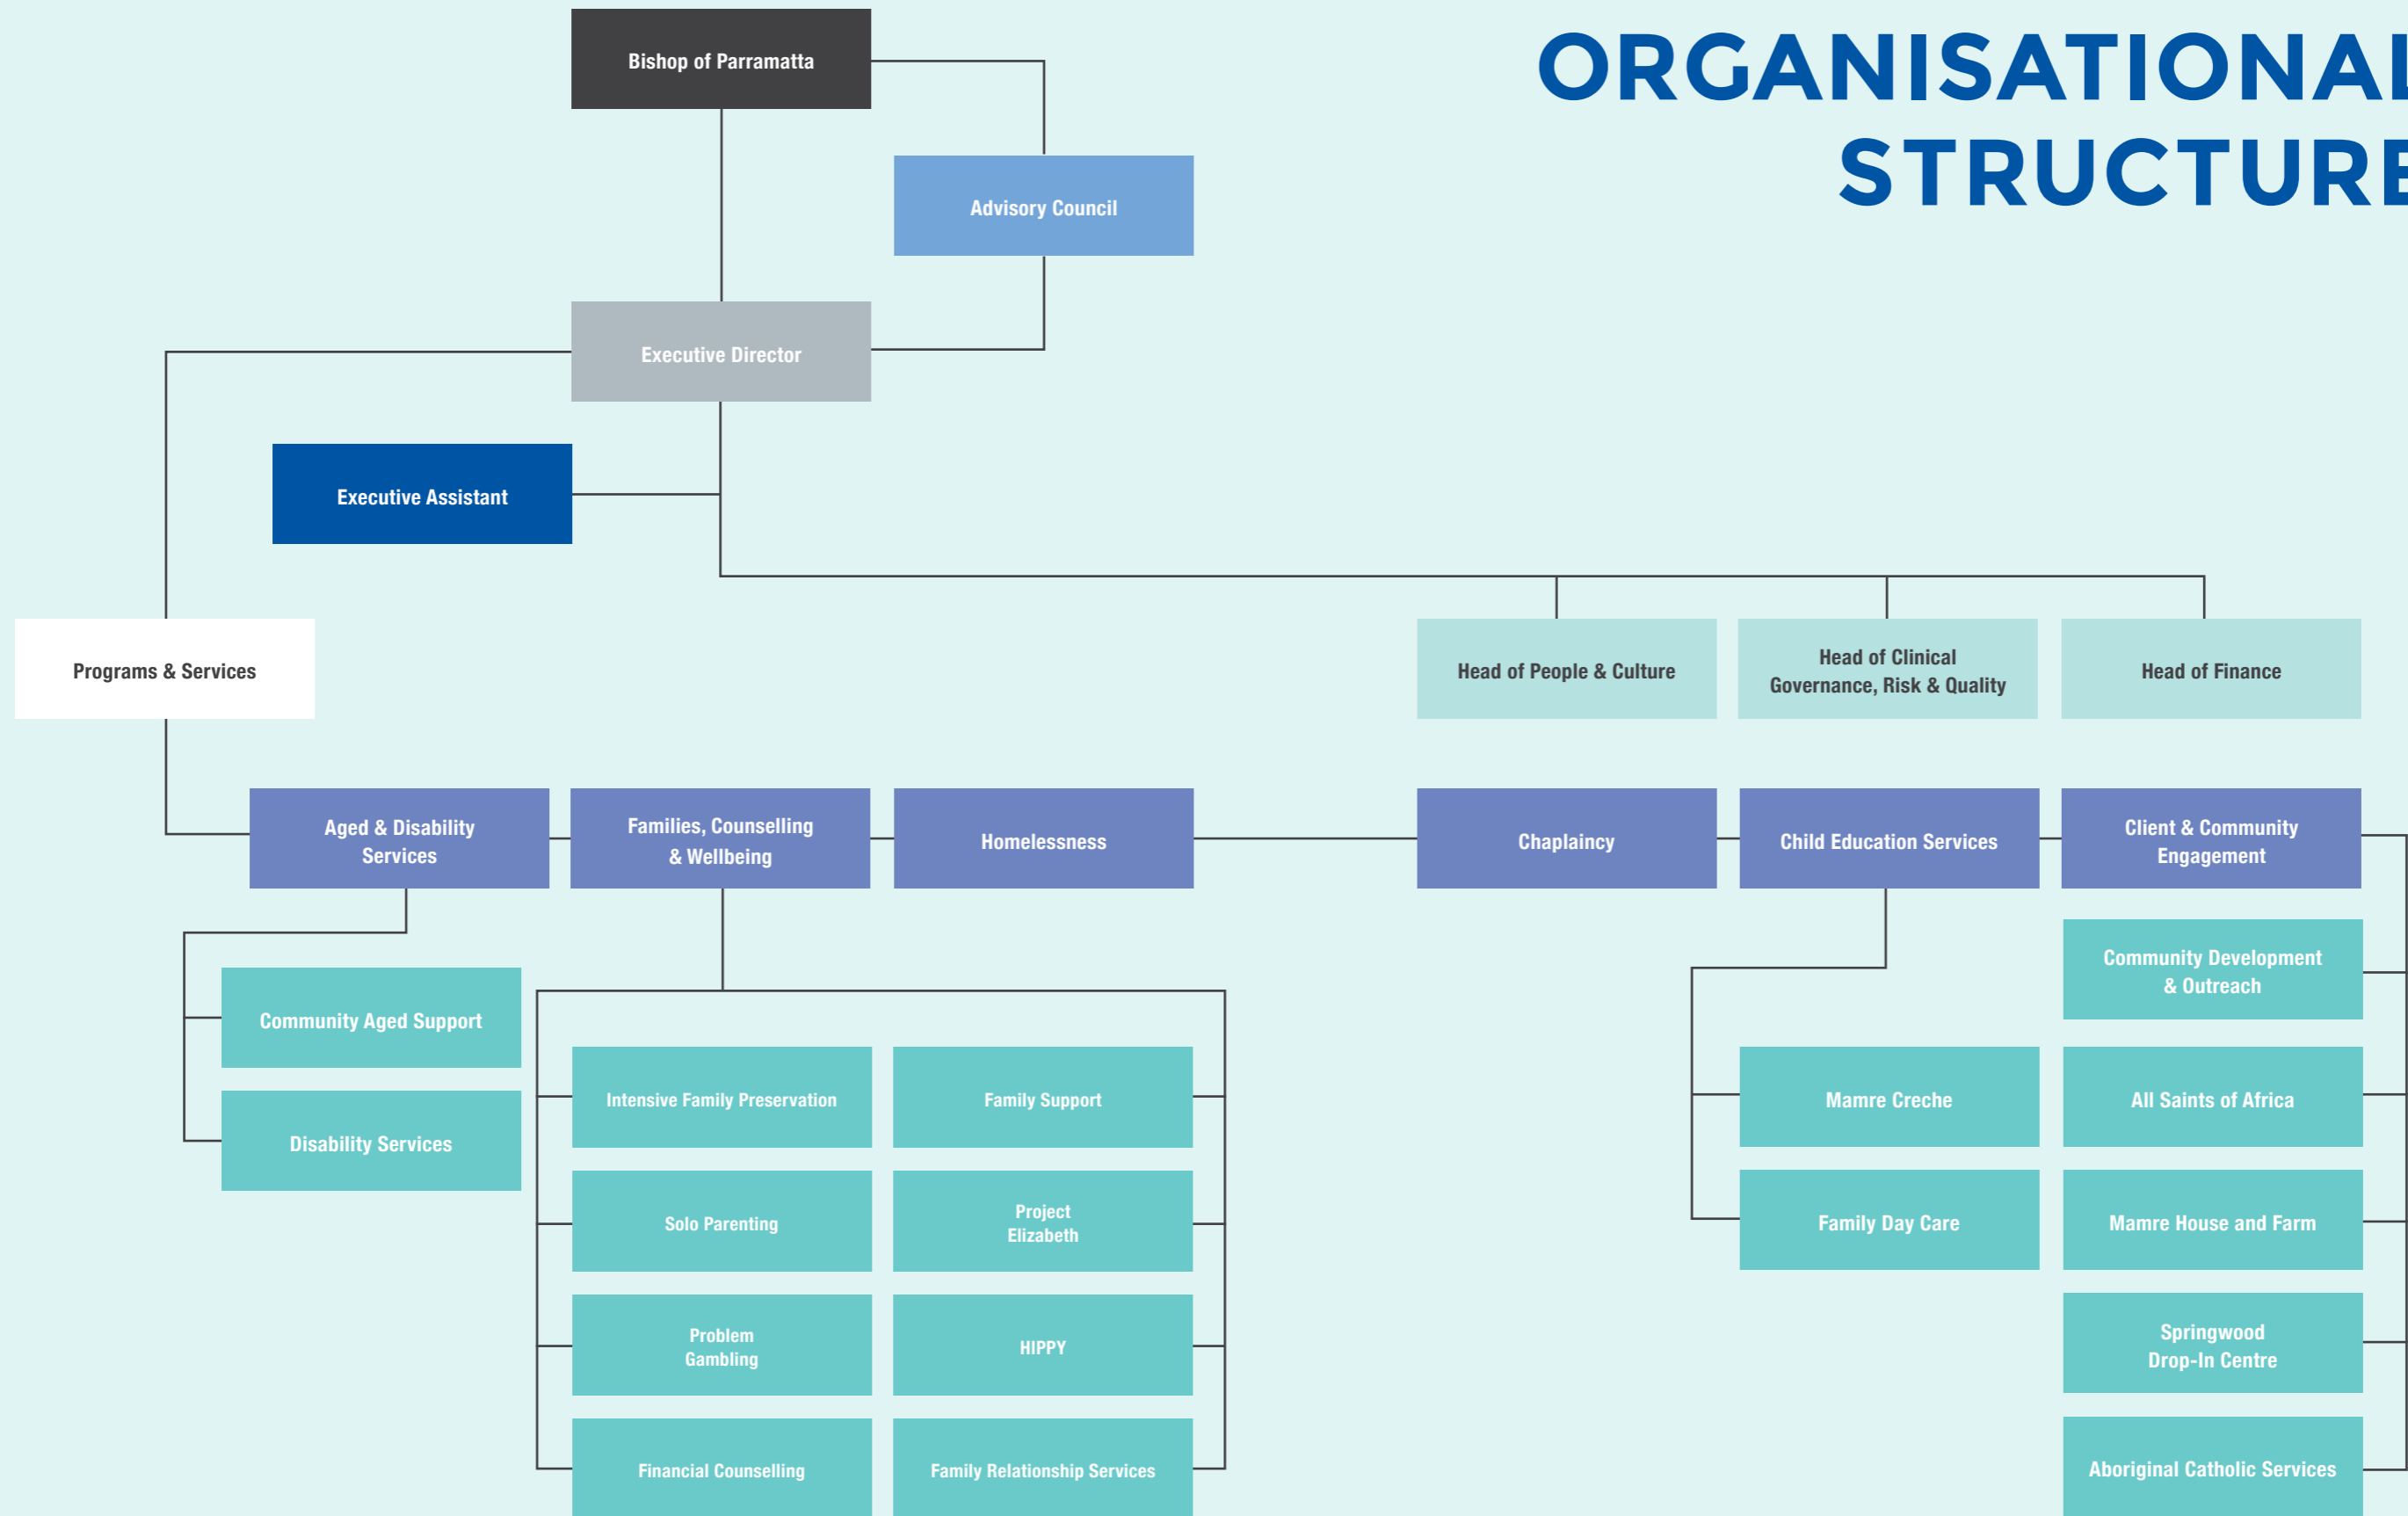 ORGANISATIONAL
STRUCTURE
Bishop of Parramatta
Advisory Council
Executive Director
Executive Assistant
Programs & Services
Head of People & Culture
Head of Clinical
Governance, Risk & Quality
Head of Finance
Aged & Disability
Services
Families, Counselling
& Wellbeing
Homelessness
Chaplaincy
Child Education Services
Client & Community
Engagement
Community Aged Support
Disability Services
Intensive Family Preservation
Family Support
Solo Parenting
Project
Elizabeth
Problem
Gambling
HIPPY
Financial Counselling
Family Relationship Services
Mamre Creche
Family Day Care
Community Development
& Outreach
All Saints of Africa
Mamre House and Farm
Springwood
Drop-In Centre
Aboriginal Catholic Services